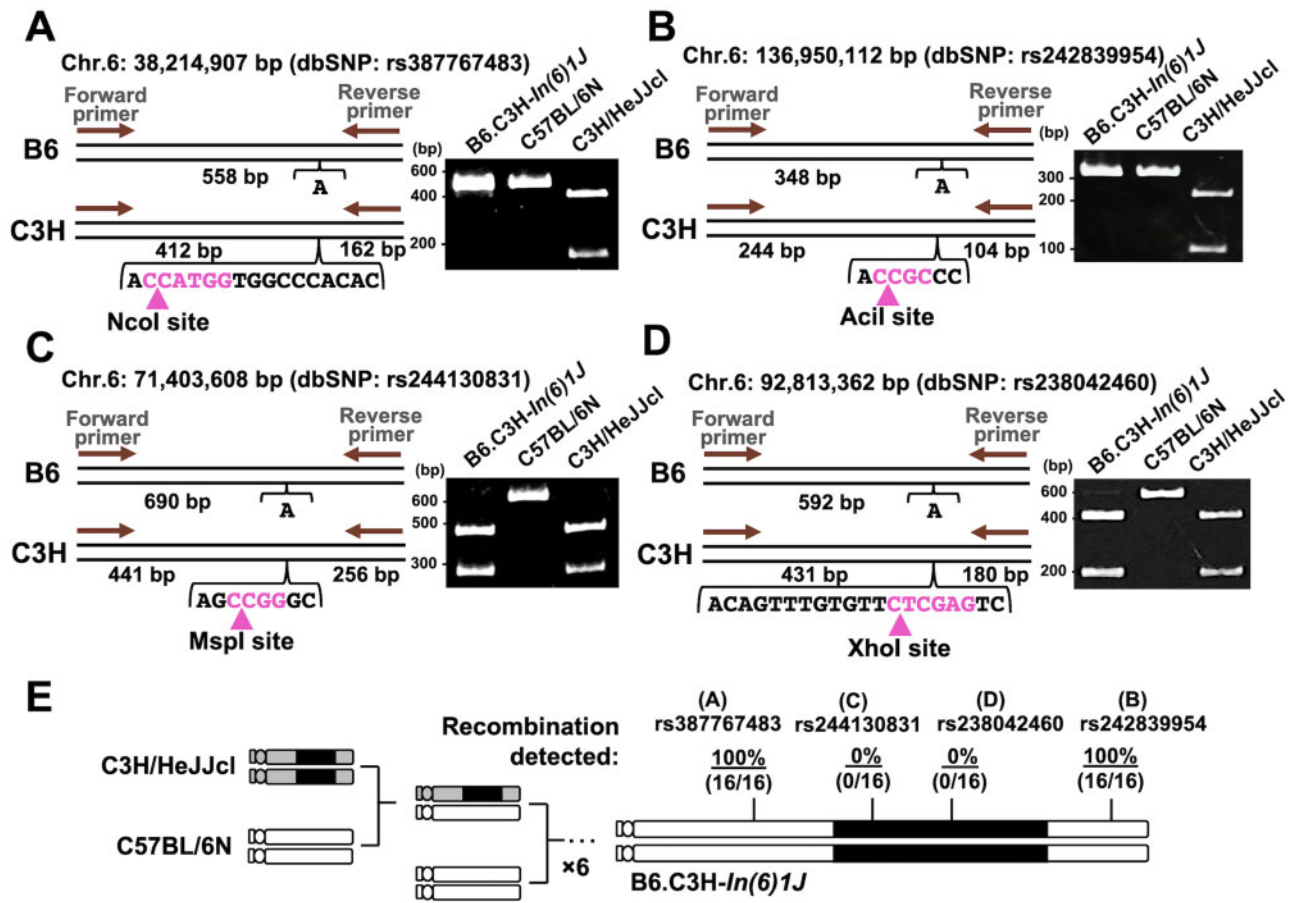 A
Chr.6: 38,214,907 bp (dbSNP: rs387767483)
Forward primer
Reverse primer
B6
558 bp
A
C3H
412 bp
162 bp
ACCATGGTGGCCCACAC
NcoI site
B6.C3H-In(6)1J
C57BL/6N
C3H/HeJJcl
(bp)
600
400
200
B
Chr.6: 136,950,112 bp (dbSNP: rs242839954)
Forward primer
Reverse primer
B6
348 bp
A
C3H
244 bp
104 bp
ACCGCCC
AciI site
B6.C3H-In(6)1J
C57BL/6N
C3H/HeJJcl
(bp)
300
200
100
C
Chr.6: 71,403,608 bp (dbSNP: rs244130831)
Forward primer
Reverse primer
B6
690 bp
A
C3H
441 bp
256 bp
AGCCGGGC
MspI site
B6.C3H-In(6)1J
C57BL/6N
C3H/HeJJcl
(bp)
600
500
300
D
Chr.6: 92,813,362 bp (dbSNP: rs238042460)
Forward primer
Reverse primer
B6
592 bp
A
C3H
431 bp
180 bp
ACAGTTTGTGTTCTCGAGTC
XhoI site
B6.C3H-In(6)1J
C57BL/6N
C3H/HeJJcl
(bp)
600
400
200
E
C3H/HeJJcl
C57BL/6N
×6
Recombination detected:
(A) (C) (D) (B)
rs387767483 rs244130831 rs238042460 rs242839954
100% 0% 0% 100%
(16/16) (0/16) (0/16) (16/16)
B6.C3H-In(6)1J